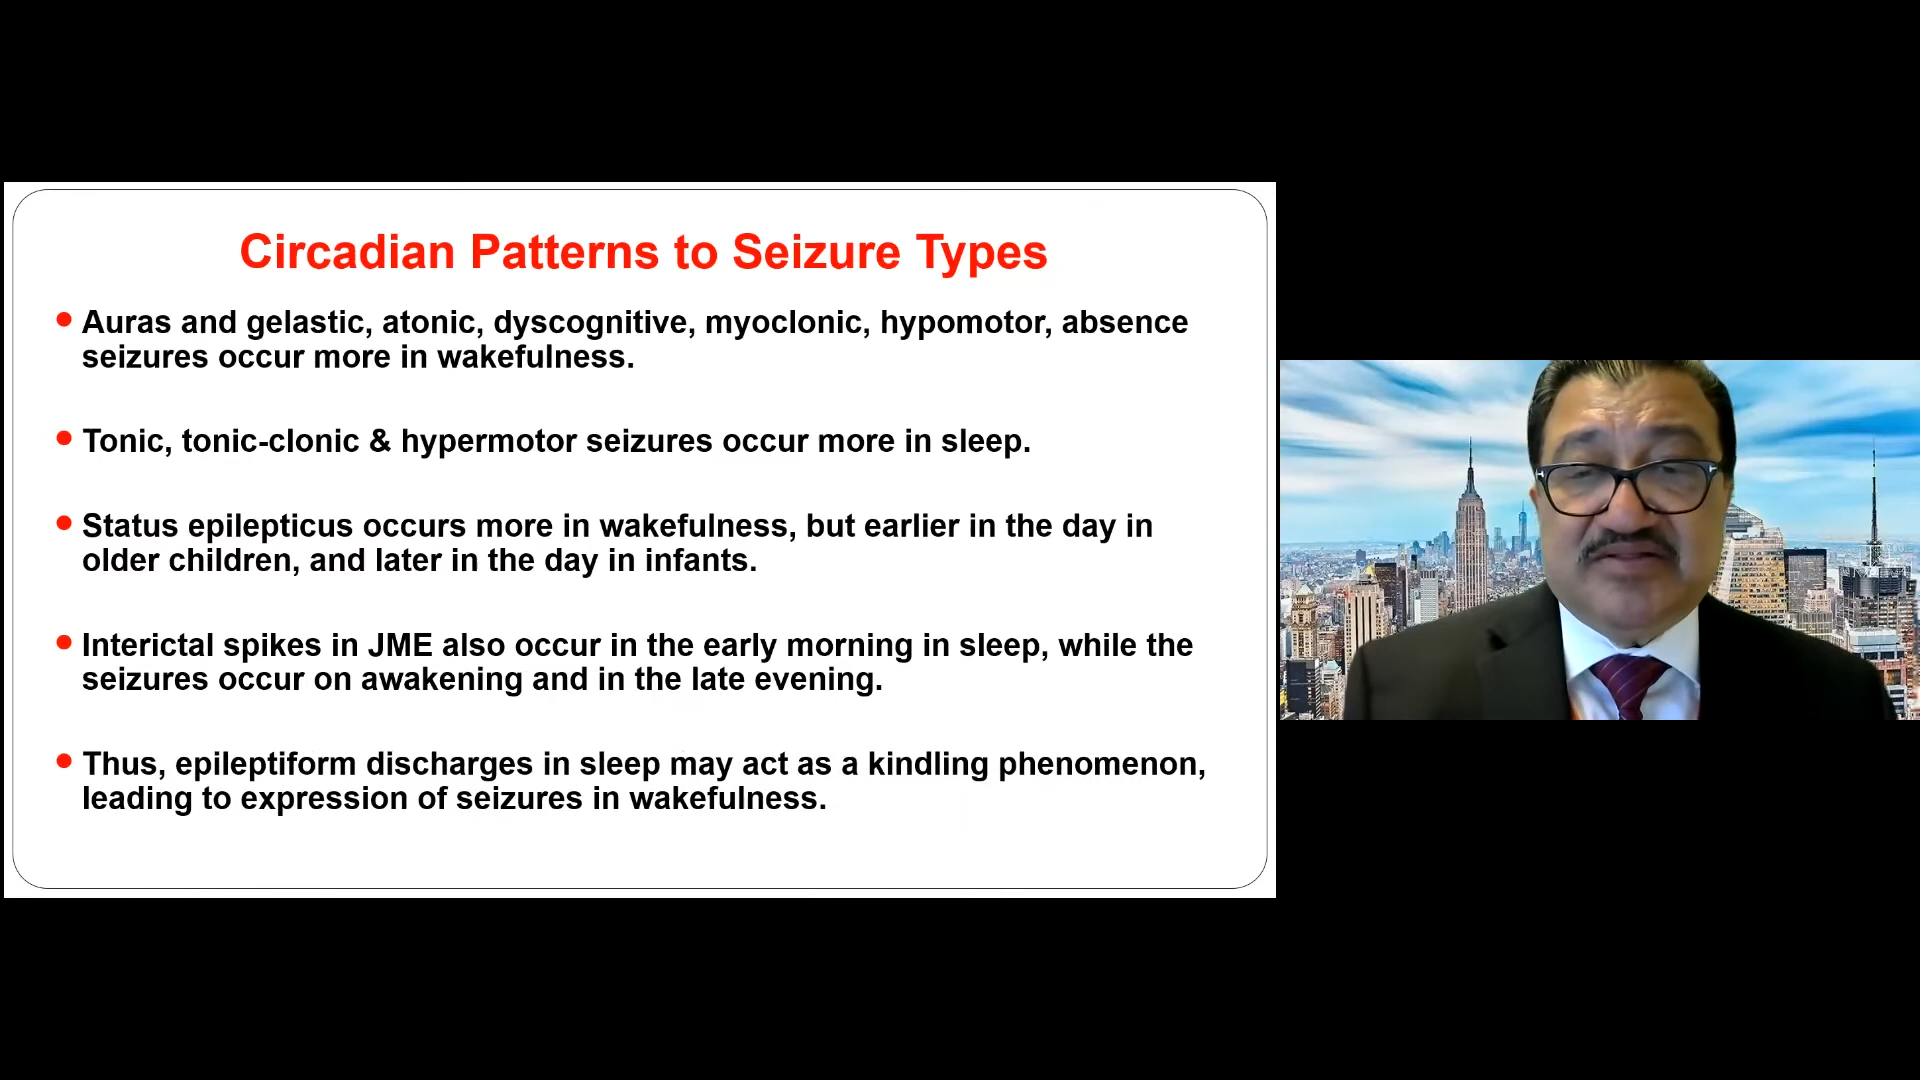 Circadian Patterns to Seizure Types
• Auras and gelastic, atonic, dyscognitive, myoclonic, hypomotor, absence
seizures occur more in wakefulness.
• Tonic, tonic-clonic & hypermotor seizures occur more in sleep.
• Status epilepticus occurs more in wakefulness, but earlier in the day in
older children, and later in the day in infants.
• Interictal spikes in JME also occur in the early morning in sleep, while the
seizures occur on awakening and in the late evening.
• Thus, epileptiform discharges in sleep may act as a kindling phenomenon,
leading to expression of seizures in wakefulness.